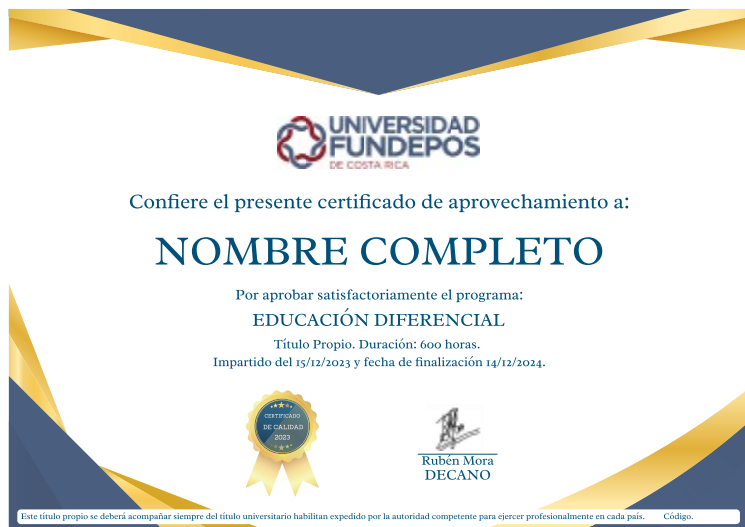 UNIVERSIDAD
FUNDEPOS
DE COSTA RICA
Confiere el presente certificado de aprovechamiento a:
NOMBRE COMPLETO
Por aprobar satisfactoriamente el programa:
EDUCACIÓN DIFERENCIAL
Título Propio. Duración: 600 horas.
Impartido del 15/12/2023 y fecha de finalización 14/12/2024.
CERTIFICADO
DE CALIDAD
2023
Rubén Mora
DECANO
Este título propio se deberá acompañar siempre del título universitario habilitan expedido por la autoridad competente para ejercer profesionalmente en cada país. Código.